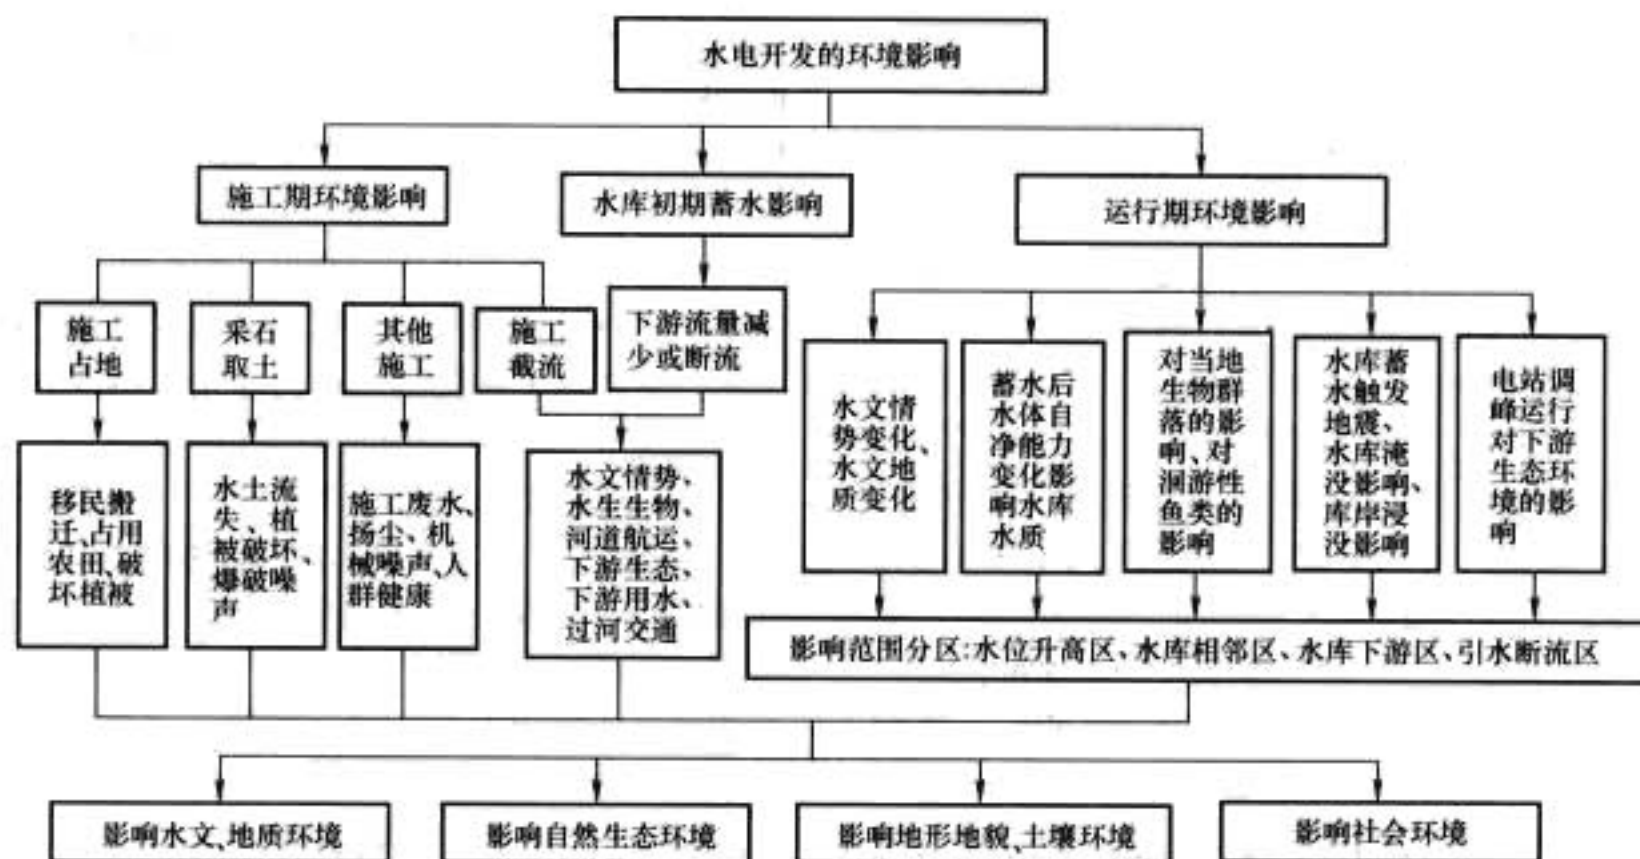 水电开发的环境影响
施工期环境影响
水库初期蓄水影响
运行期环境影响
施工
占地
采石
取土
其他
施工
施工
截流
下游流量减
少或断流
水文情
势变化、
水文地
质变化
蓄水后
水体自
净能力
变化影
响水库
水质
对当地
生物群
落的影
响、对
洄游性
鱼类的
影响
水库蓄
水触发
地震、
水库淹
没影响、
库岸浸
没影响
电站调
峰运行
对下游
生态环
境的影
响
移民搬
迁、占用
农田、破
坏植被
水土流
失、植
被破坏、
爆破噪
声
施工废水、
扬尘、机
械噪声、人
群健康
水文情势、
水生生物、
河道航运、
下游生态、
下游用水、
过河交通
影响范围分区:水位升高区、水库相邻区、水库下游区、引水断流区
影响水文、地质环境
影响自然生态环境
影响地形地貌、土壤环境
影响社会环境